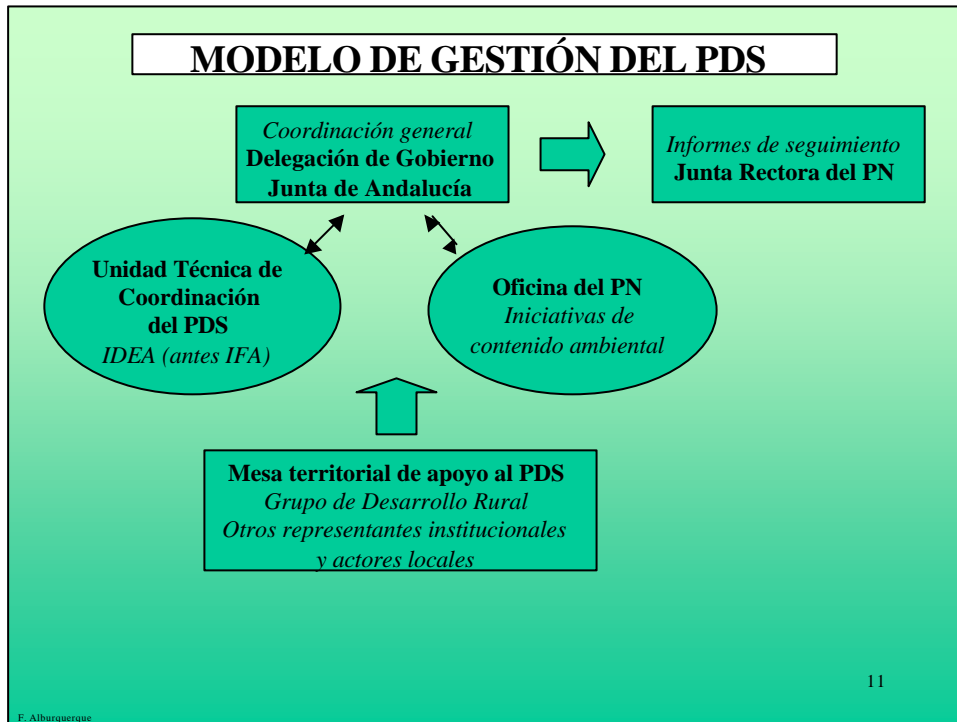 MODELO DE GESTIÓN DEL PDS
Coordinación general
Delegación de Gobierno
Junta de Andalucía
Informes de seguimiento
Junta Rectora del PN
Unidad Técnica de
Coordinación
del PDS
IDEA (antes IFA)
Oficina del PN
Iniciativas de
contenido ambiental
Mesa territorial de apoyo al PDS
Grupo de Desarrollo Rural
Otros representantes institucionales
y actores locales
11
F. Alburquerque